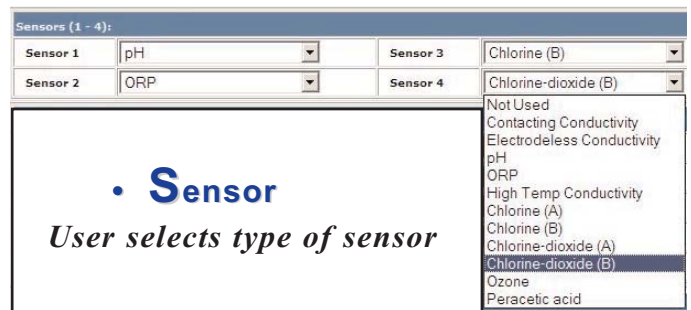 Sensors (1 - 4):
Sensor 1 pH Sensor 3 Chlorine (B)
Sensor 2 ORP Sensor 4 Chlorine-dioxide (B)
Not Used
Contacting Conductivity
Electrodeless Conductivity
pH
ORP
High Temp Conductivity
Chlorine (A)
Chlorine (B)
Chlorine-dioxide (A)
Chlorine-dioxide (B)
Ozone
Peracetic acid
• Sensor
User selects type of sensor